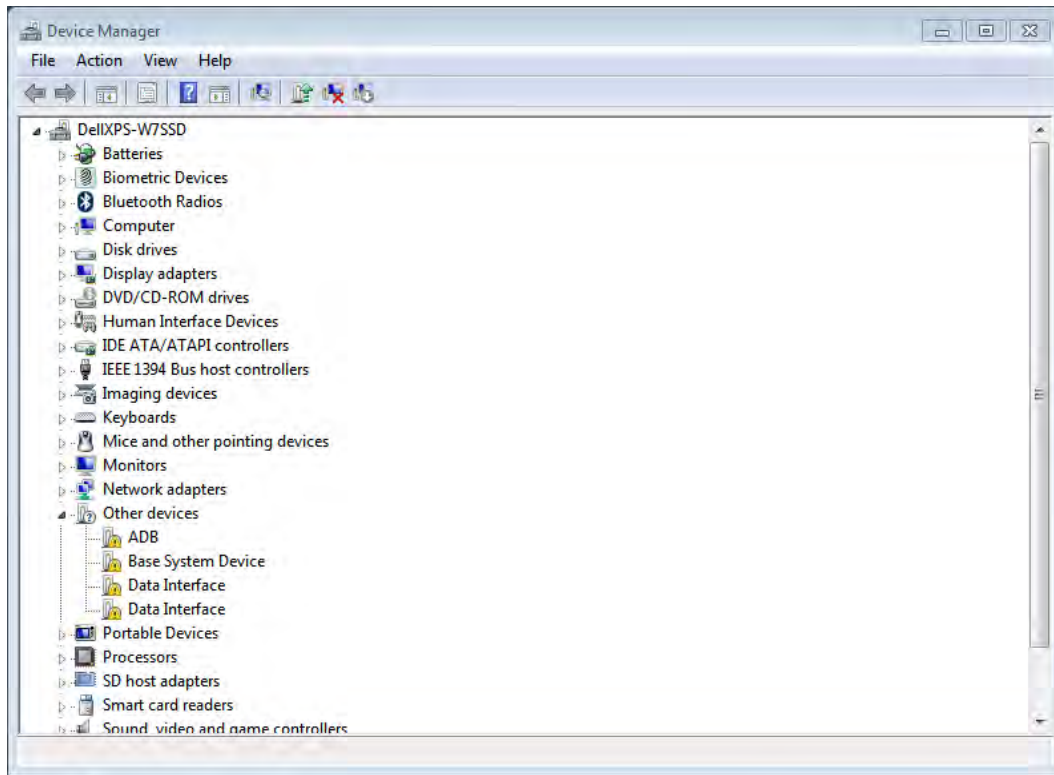 Device Manager
File Action View Help
DellXPS-W7SSD
Batteries
Biometric Devices
Bluetooth Radios
Computer
Disk drives
Display adapters
DVD/CD-ROM drives
Human Interface Devices
IDE ATA/ATAPI controllers
IEEE 1394 Bus host controllers
Imaging devices
Keyboards
Mice and other pointing devices
Monitors
Network adapters
Other devices
ADB
Base System Device
Data Interface
Data Interface
Portable Devices
Processors
SD host adapters
Smart card readers
Sound, video and game controllers